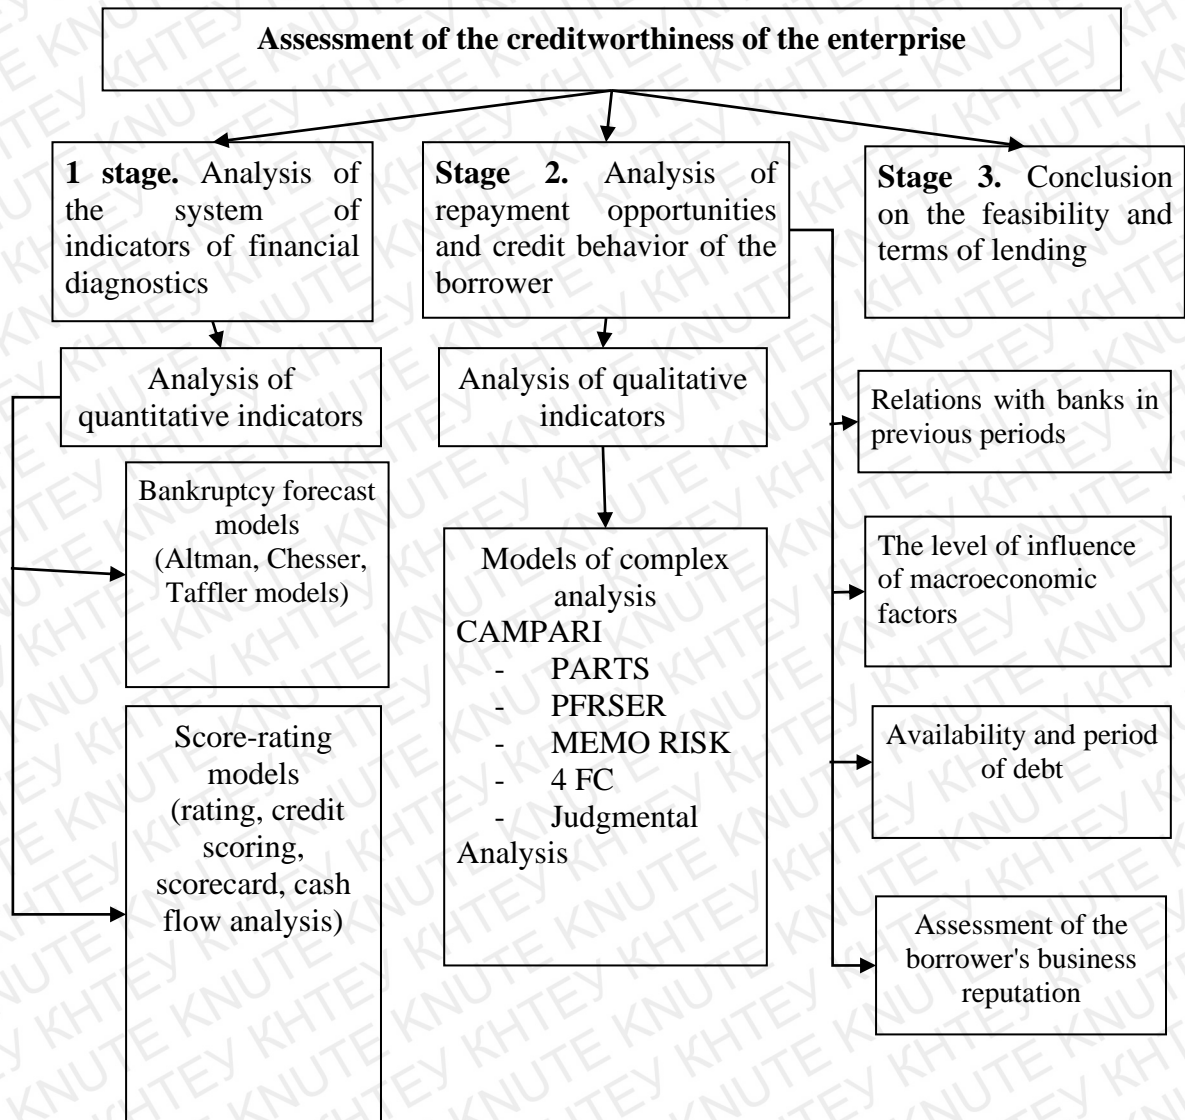 Assessment of the creditworthiness of the enterprise
1 stage. Analysis of
the system of
indicators of financial
diagnostics
Stage 2. Analysis of
repayment opportunities
and credit behavior of the
borrower
Stage 3. Conclusion
on the feasibility and
terms of lending
Analysis of
quantitative indicators
Analysis of qualitative
indicators
Relations with banks in
previous periods
Bankruptcy forecast
models
(Altman, Chesser,
Taffler models)
Models of complex
analysis
CAMPARI
- PARTS
- PFRSER
- MEMO RISK
- 4 FC
- Judgmental
Analysis
The level of influence
of macroeconomic
factors
Score-rating
models
(rating, credit
scoring,
scorecard, cash
flow analysis)
Availability and period
of debt
Assessment of the
borrower's business
reputation
KNUTE КНТЕУ